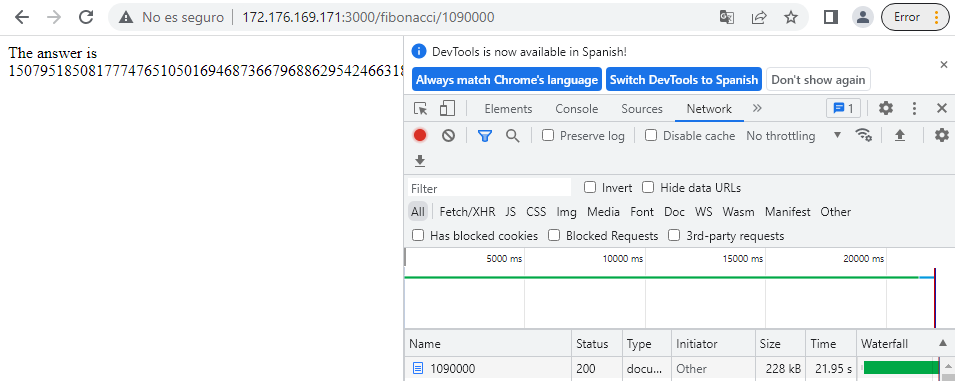 No es seguro | 172.176.169.171:3000/fibonacci/1090000
Error
The answer is
DevTools is now available in Spanish!
Always match Chrome's language
Switch DevTools to Spanish
Don't show again
Elements Console Sources Network » 1
Preserve log Disable cache No throttling
Filter Invert Hide data URLs
All Fetch/XHR JS CSS Img Media Font Doc WS Wasm Manifest Other
Has blocked cookies Blocked Requests 3rd-party requests
5000 ms 10000 ms 15000 ms 20000 ms
Name Status Type Initiator Size Time Waterfall
1090000 200 docu... Other 228 kB 21.95 s